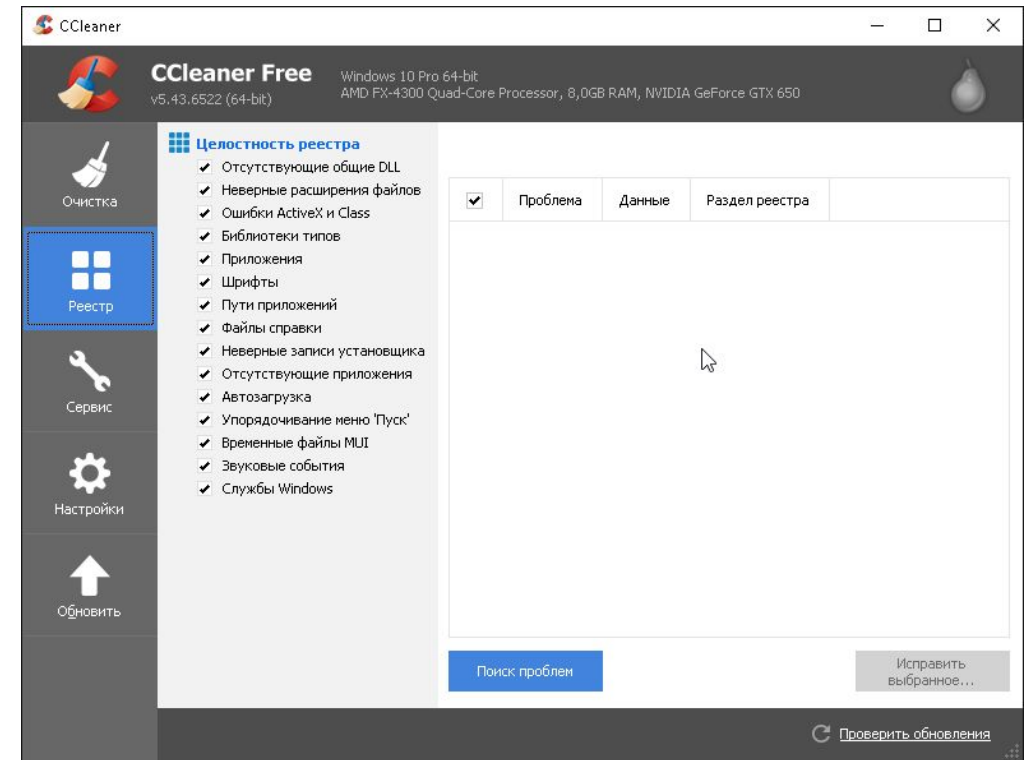 CCleaner
CCleaner Free
v5.43.6522 (64-bit)
Windows 10 Pro 64-bit
AMD FX-4300 Quad-Core Processor, 8,0GB RAM, NVIDIA GeForce GTX 650
Очистка
Реестр
Сервис
Настройки
Обновить
Целостность реестра
Отсутствующие общие DLL
Неверные расширения файлов
Ошибки ActiveX и Class
Библиотеки типов
Приложения
Шрифты
Пути приложений
Файлы справки
Неверные записи установщика
Отсутствующие приложения
Автозагрузка
Упорядочивание меню 'Пуск'
Временные файлы MUI
Звуковые события
Службы Windows
Проблема Данные Раздел реестра
Поиск проблем
Исправить
выбранное...
Проверить обновления